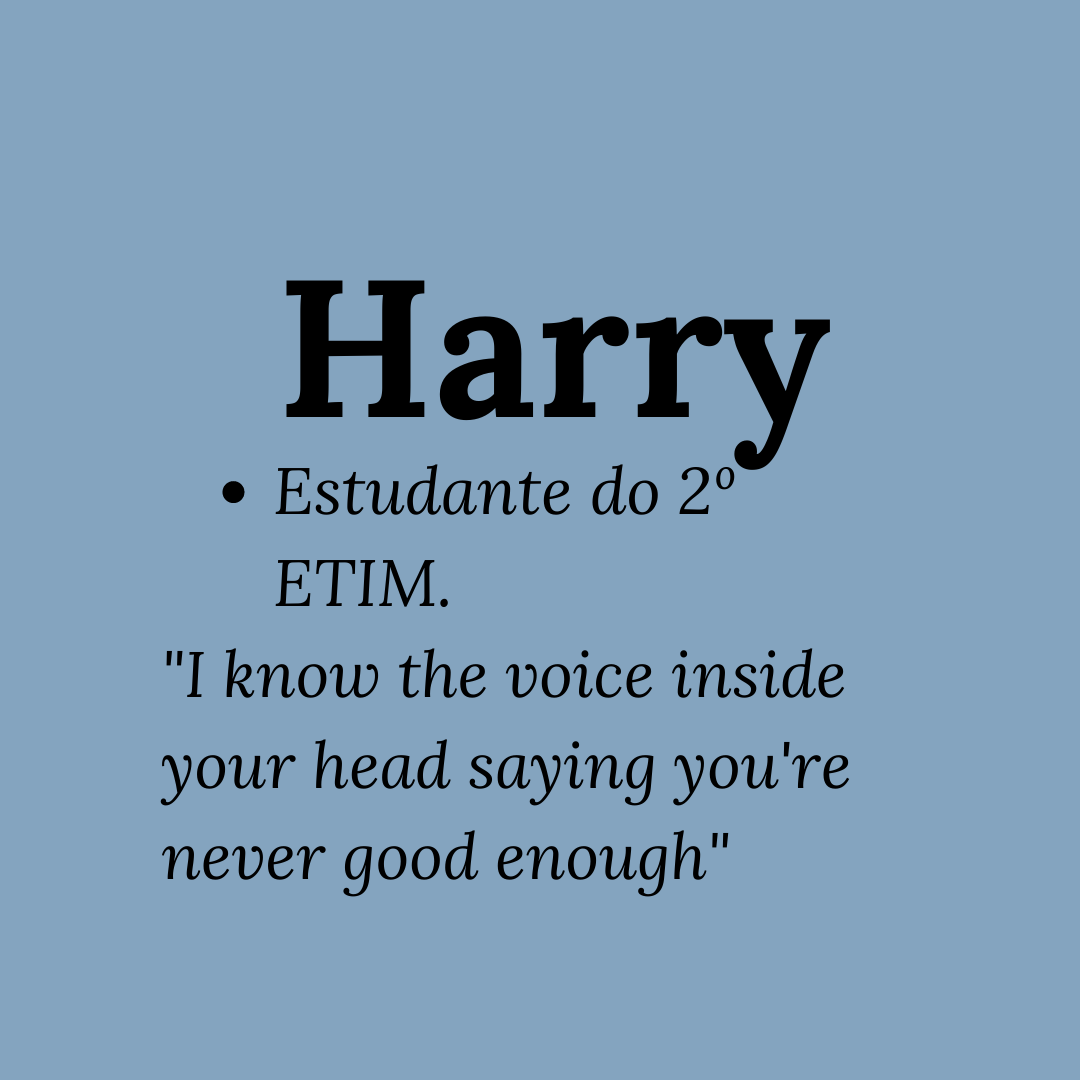 Harry
• Estudante do 2º
ETIM.
"I know the voice inside
your head saying you're
never good enough"